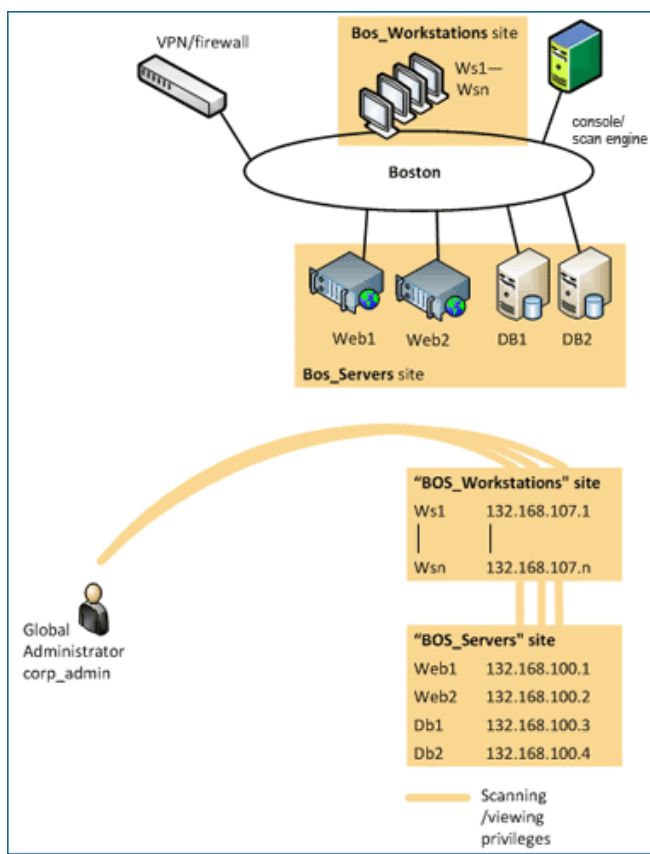 VPN/firewall
Bos_Workstations site
Ws1—
Wsn
console/
scan engine
Boston
Web1
Web2
DB1
DB2
Bos_Servers site
"BOS_Workstations" site
Ws1 132.168.107.1
Wsn 132.168.107.n
Global
Administrator
corp_admin
"BOS_Servers" site
Web1 132.168.100.1
Web2 132.168.100.2
Db1 132.168.100.3
Db2 132.168.100.4
Scanning
/viewing
privileges